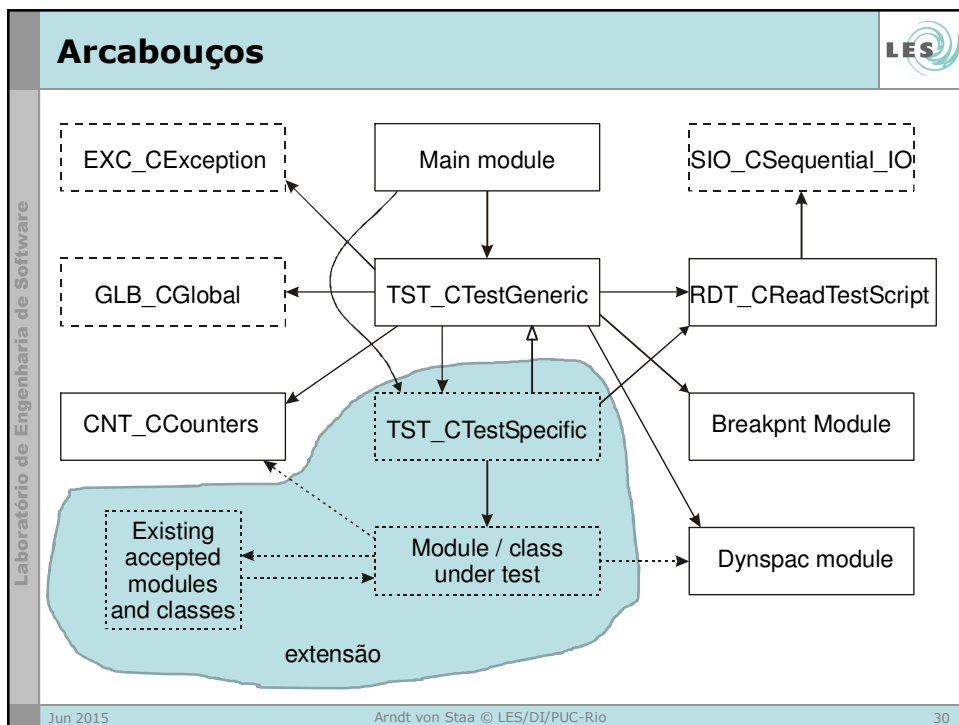 Arcabouços
LES
Laboratório de Engenharia de Software
EXC_CException
Main module
SIO_CSequential_IO
GLB_CGlobal
TST_CTestGeneric
RDT_CReadTestScript
CNT_CCounters
TST_CTestSpecific
Breakpnt Module
Existing
accepted
modules
and classes
Module / class
under test
Dynspac module
extensão
Jun 2015
Arndt von Staa © LES/DI/PUC-Rio
30